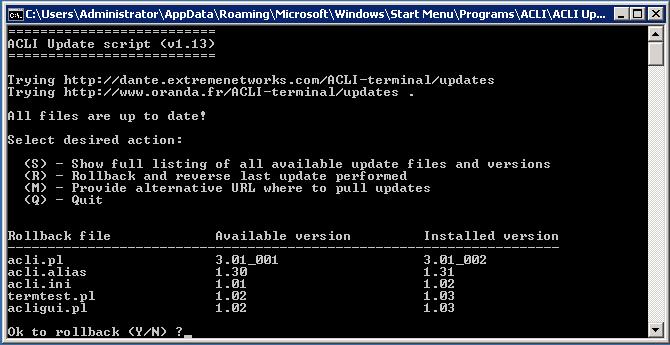 C:\Users\Administrator\AppData\Roaming\Microsoft\Windows\Start Menu\Programs\ACLI\ACLI Up...
==========================
ACLI Update script (v1.13)
==========================
Trying http://dante.extremenetworks.com/ACLI-terminal/updates
Trying http://www.oranda.fr/ACLI-terminal/updates .
All files are up to date!
Select desired action:
(S) - Show full listing of all available update files and versions
(R) - Rollback and reverse last update performed
(M) - Provide alternative URL where to pull updates
(Q) - Quit
Rollback file Available version Installed version
acli.pl 3.01_001 3.01_002
acli.alias 1.30 1.31
acli.ini 1.01 1.02
termtest.pl 1.02 1.03
acligui.pl 1.02 1.03
Ok to rollback (Y/N) ?_